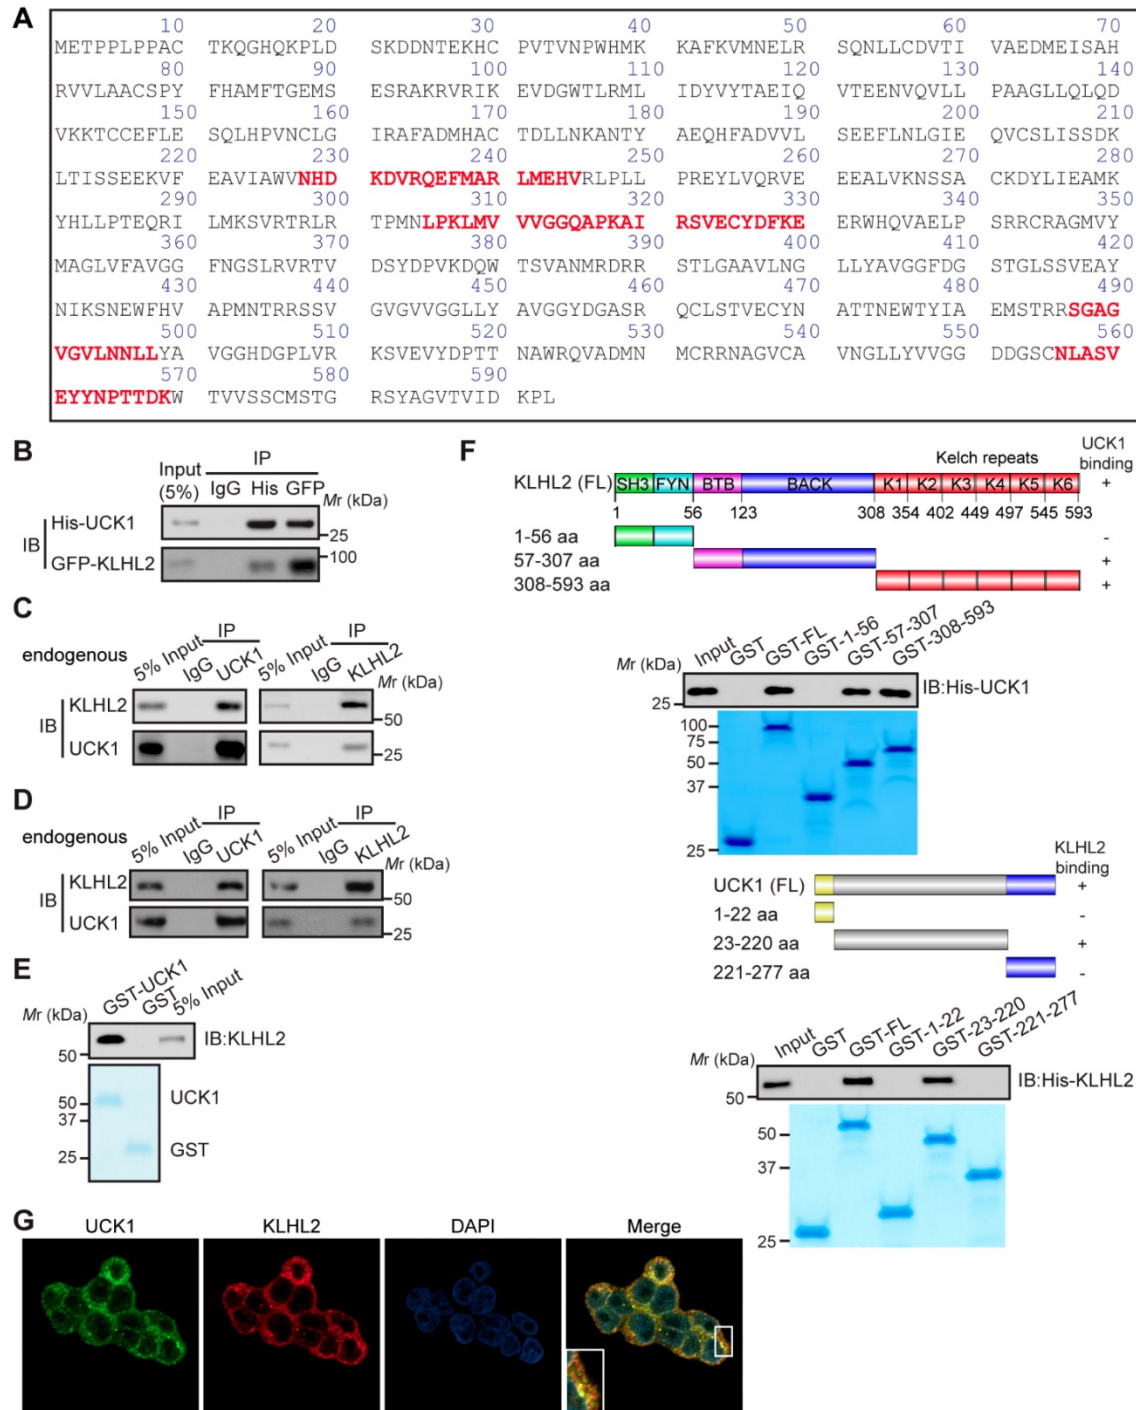 A
10 20 30 40 50 60 70
METPPLPPAC TKQGHQKPLD SKDDNTEKHC PVTVNPWHMK KAFKVMNELR SQNLLCDVTI VAEDMEISAH
80 90 100 110 120 130 140
RVVLAACSPY FHAMFTGEMS ESRAKRVRIK EVDGWTLRML IDYVYTAEIQ VTEENVQVLL PAAGLLQLQD
150 160 170 180 190 200 210
VKKTCCEFLE SQLHPVNCLG IRAFADMHAC TDLLNKANTY AEQHFADVVL SEEFLNLGIE QVCSLISSDK
220 230 240 250 260 270 280
LTISSEEKVF EAVIAWVNHD KDVRQEFMAR LMEHVRLPLL PREYLVQRVE EEALVKNSSA CKDYLIEAMK
290 300 310 320 330 340 350
YHLLPTEQRI LMKSVRTRLR TPMNLPKLMV VVGGQAPKAI RSVECYDFKE ERWHQVAELP SRRCRAGMVY
360 370 380 390 400 410 420
MAGLVFAVGG FNGSLRVRTV DSYDPVKDQW TSVANMRDRR STLGAAVLNG LLYAVGGFDG STGLSSVEAY
430 440 450 460 470 480 490
NIKSNEWFHV APMNTRRSSV GVGVVGGLLY AVGGYDGASR QCLSTVECYN ATTNEWTYIA EMSTRRSGAG
500 510 520 530 540 550 560
VGVLNNLLYA VGGHDGPLVR KSVEVYDPTT NAWRQVADMN MCRRNAGVCA VNGLLYVVGG DDGSCNLASV
570 580 590
EYYNPTTDKW TVVSSCMSTG RSYAGVTVID KPL
B
IP
Input (5%) IgG His GFP Mr (kDa)
IB
His-UCK1 25
GFP-KLHL2 100
C
endogenous
IP IP
5% Input IgG UCK1 5% Input IgG KLHL2 Mr (kDa)
IB
KLHL2 50
UCK1 25
D
endogenous
IP IP
5% Input IgG UCK1 5% Input IgG KLHL2 Mr (kDa)
IB
KLHL2 50
UCK1 25
E
GST-UCK1 GST 5% Input
Mr (kDa)
50 IB:KLHL2
50 UCK1
37
25 GST
F
Kelch repeats UCK1 binding
KLHL2 (FL) SH3 FYN BTB BACK K1 K2 K3 K4 K5 K6 +
1 56 123 308 354 402 449 497 545 593
1-56 aa -
57-307 aa +
308-593 aa +
Input GST GST-FL GST-1-56 GST-57-307 GST-308-593
Mr (kDa)
25 IB:His-UCK1
100
75
50
37
25
KLHL2 binding
UCK1 (FL) +
1-22 aa -
23-220 aa +
221-277 aa -
Input GST GST-FL GST-1-22 GST-23-220 GST-221-277
Mr (kDa)
50 IB:His-KLHL2
50
37
25
G
UCK1 KLHL2 DAPI Merge